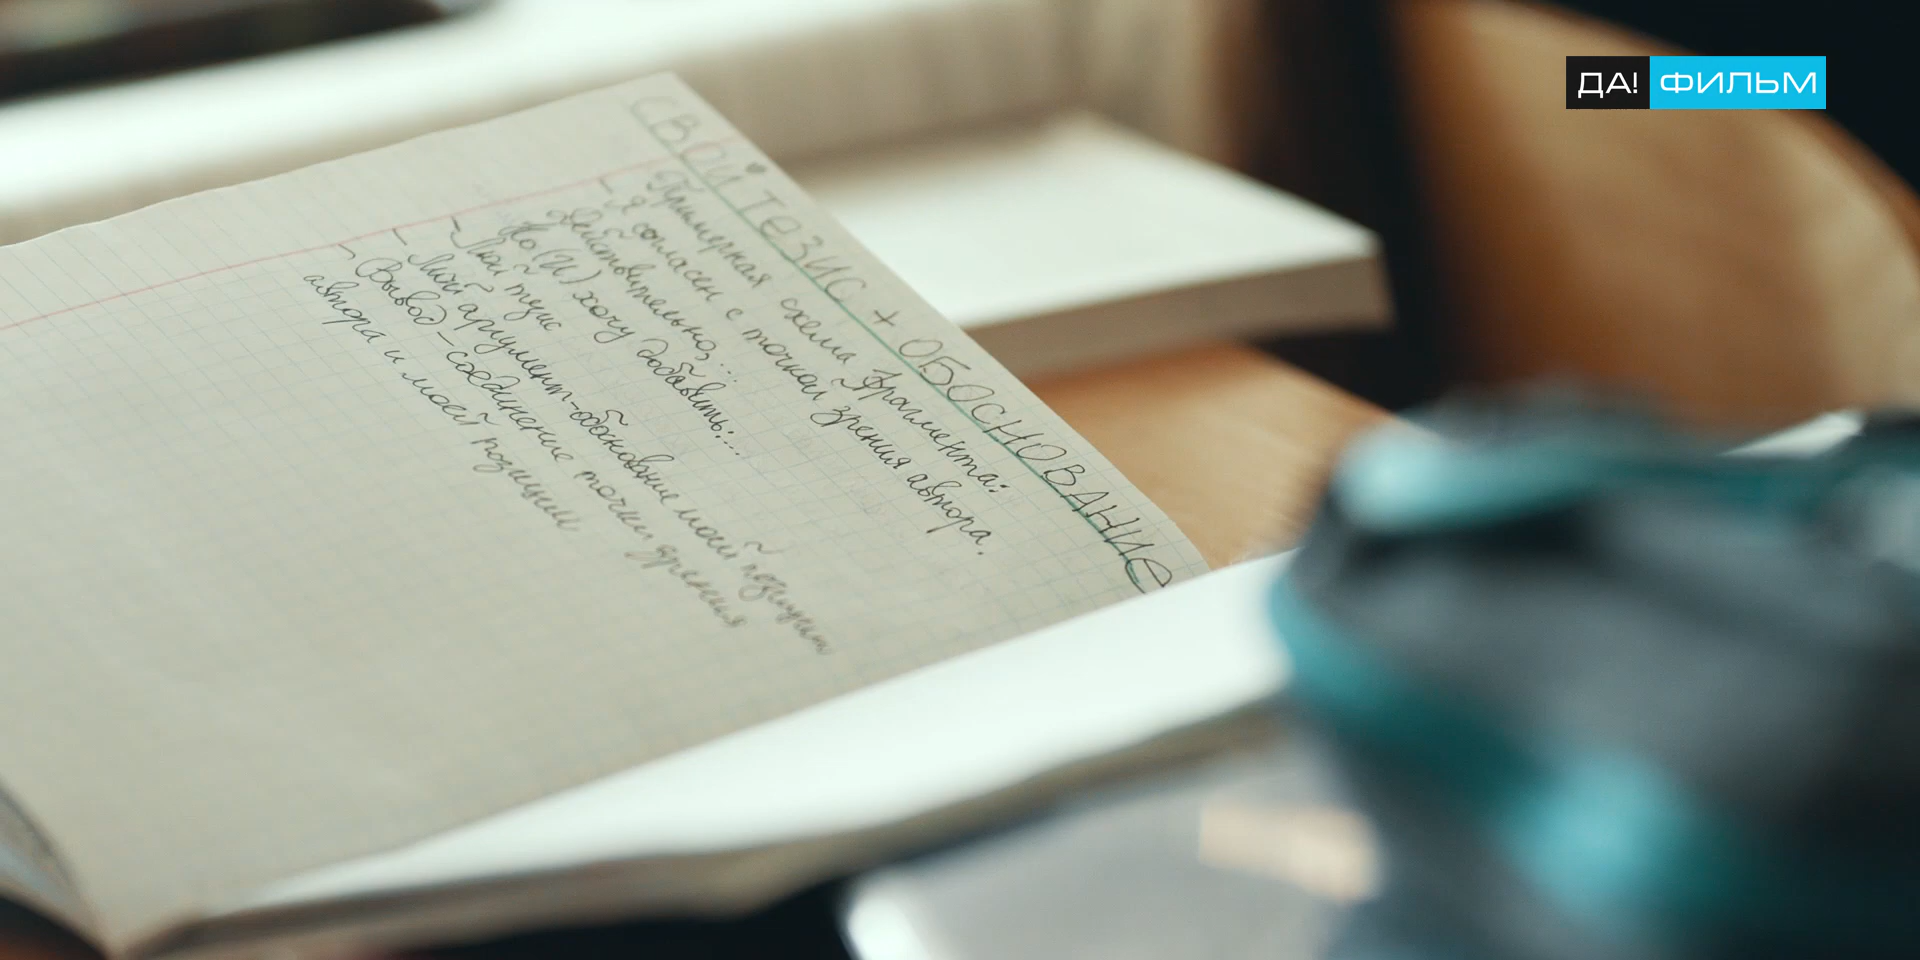 СВОЙ ТЕЗИС + ОБОСНОВАНИЕ
Примерная схема фрагмента:
- Я согласен с точкой зрения автора.
Действительно, ...
Но (И) хочу добавить: ...
- Мой тезис
- Мой аргумент-обоснование моей позиции
- (Вывод - соединение точки зрения
автора и моей позиции
ДА! ФИЛЬМ